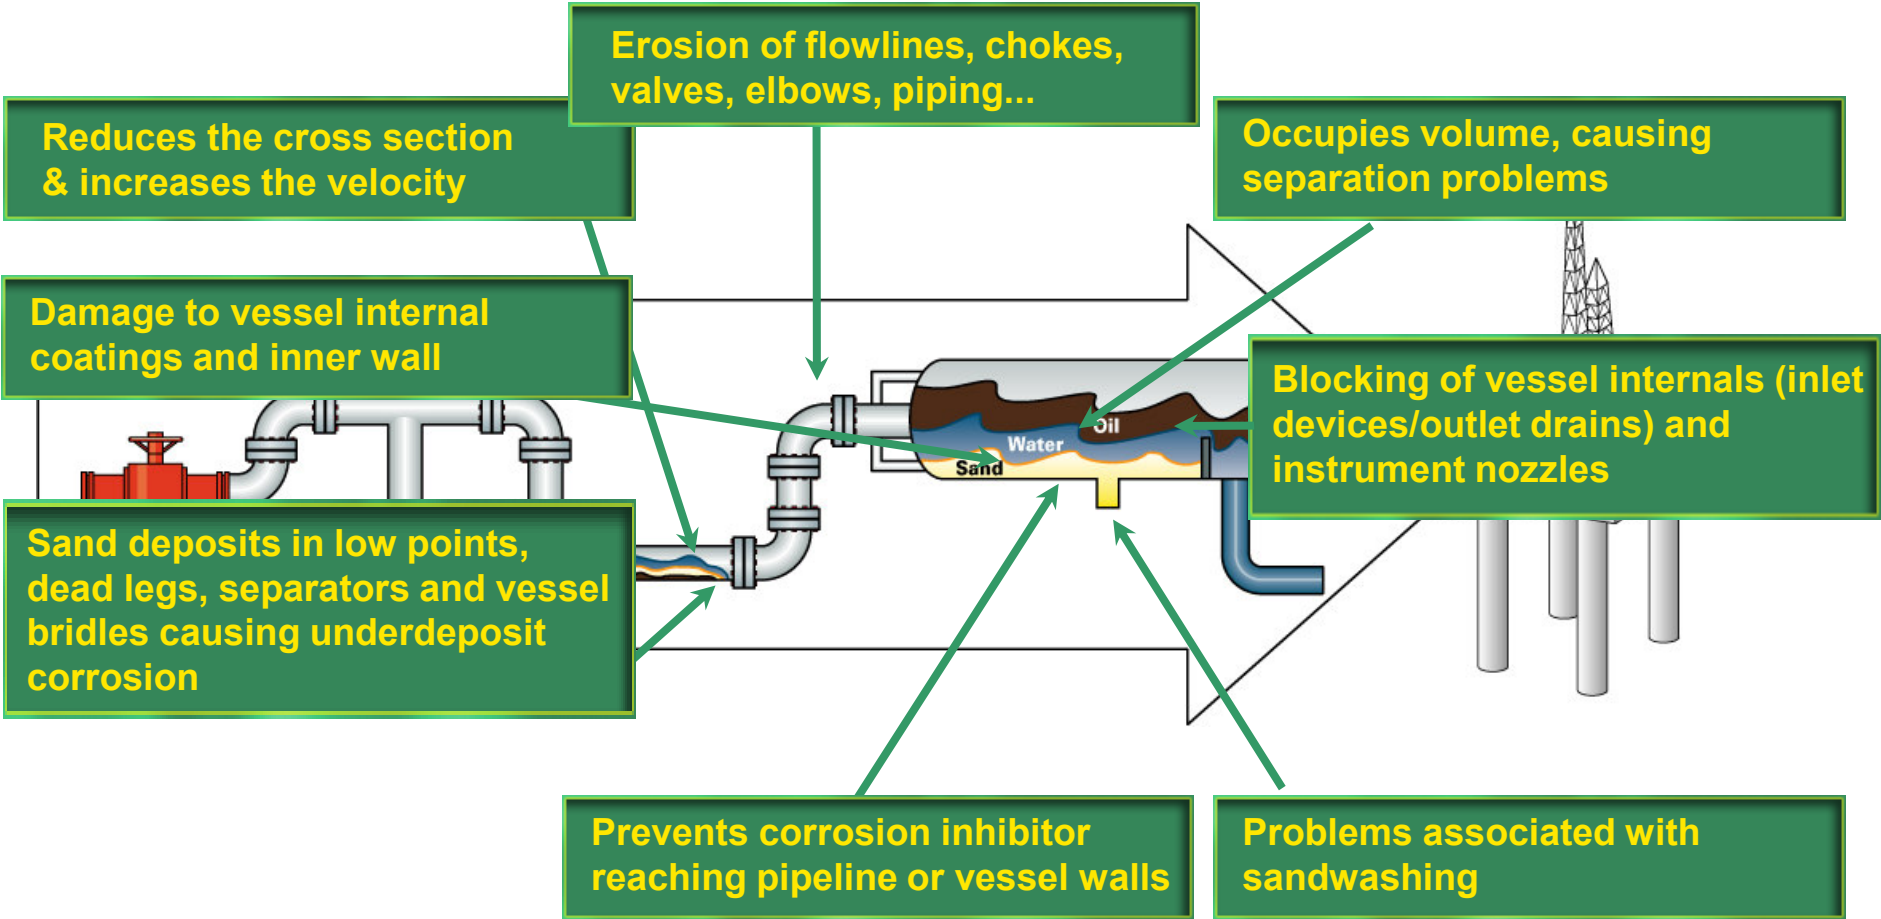 Erosion of flowlines, chokes,
valves, elbows, piping...
Reduces the cross section
& increases the velocity
Occupies volume, causing
separation problems
Damage to vessel internal
coatings and inner wall
Blocking of vessel internals (inlet
devices/outlet drains) and
instrument nozzles
Oil
Water
Sand
Sand deposits in low points,
dead legs, separators and vessel
bridles causing underdeposit
corrosion
Prevents corrosion inhibitor
reaching pipeline or vessel walls
Problems associated with
sandwashing